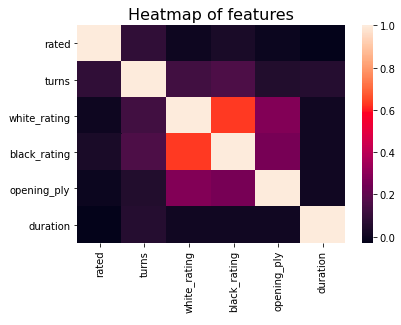 Heatmap of features
rated
turns
white_rating
black_rating
opening_ply
duration
rated
turns
white_rating
black_rating
opening_ply
duration
1.0
0.8
0.6
0.4
0.2
0.0